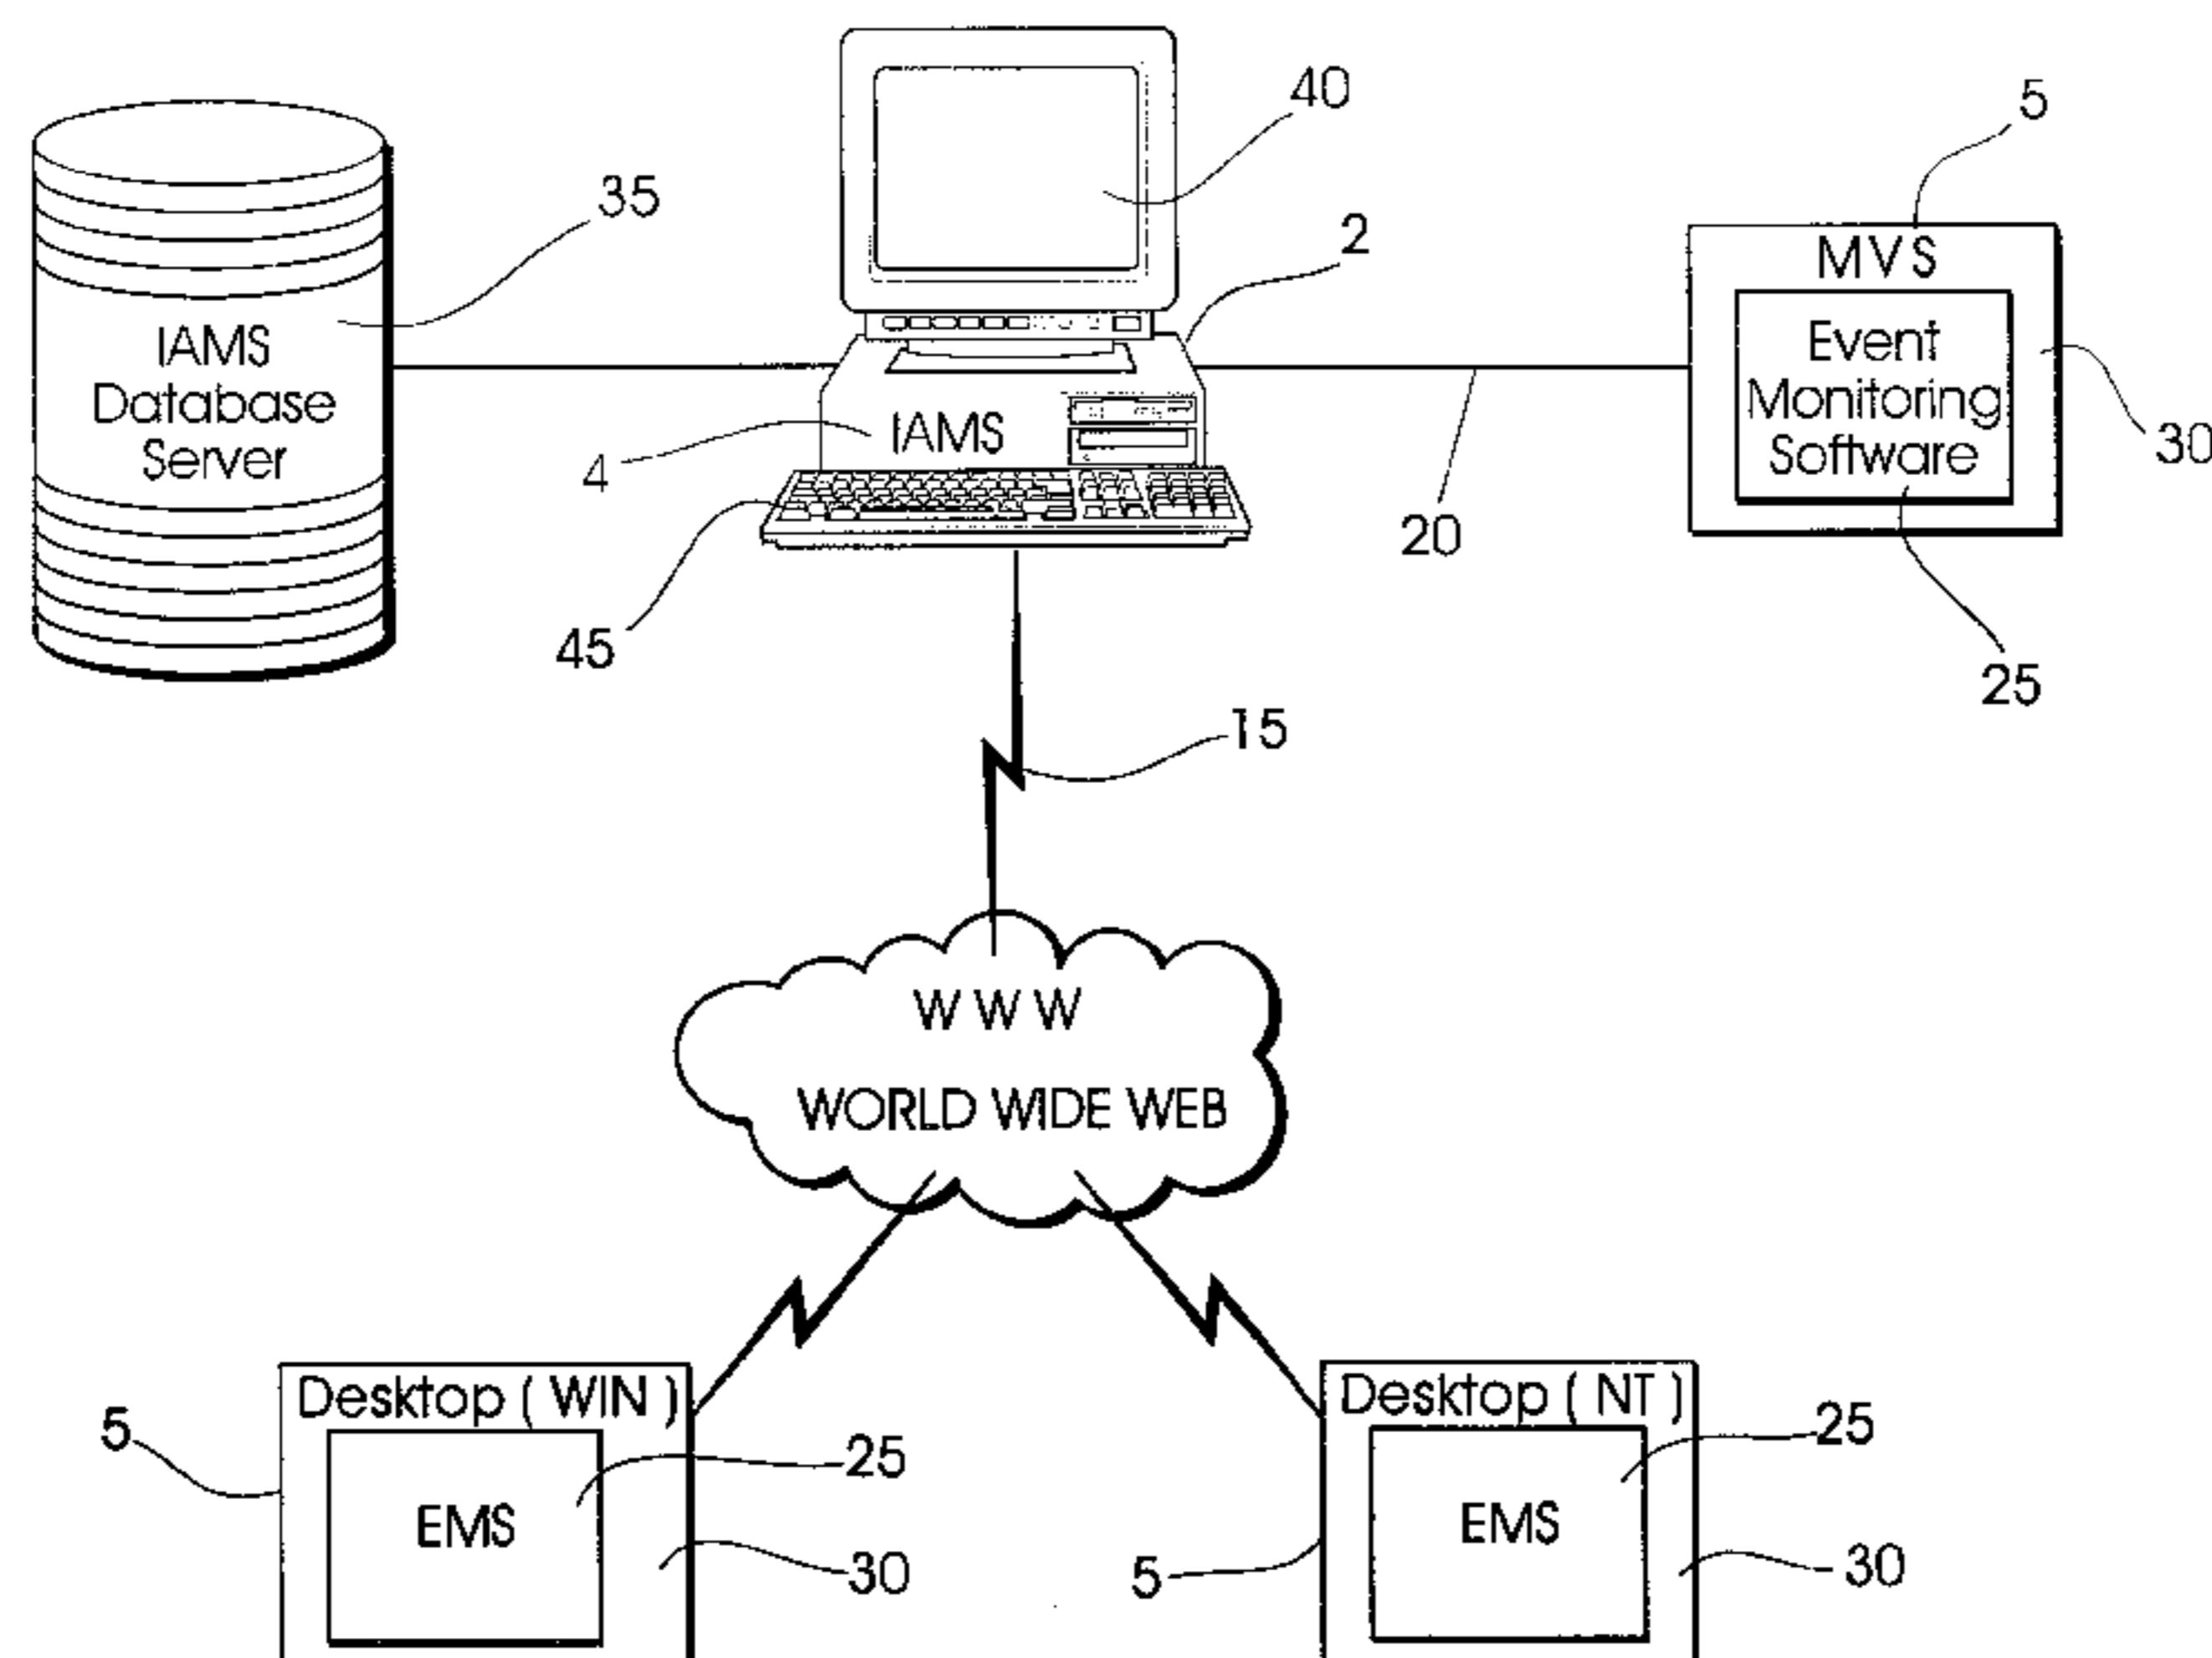 40
5
35
2
MVS
Event
Monitoring
Software
30
IAMS
Database
Server
IAMS
4
20
45
25
15
W W W
WORLD WIDE WEB
Desktop ( WIN )
5
25
EMS
30
Desktop ( NT )
25
EMS
5
30